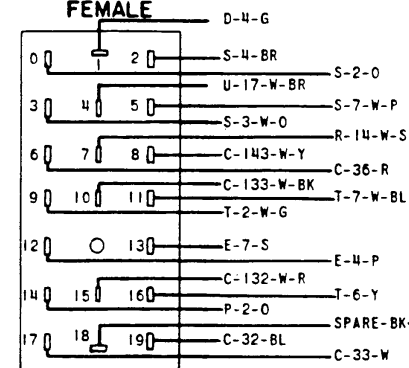 FEMALE
D-4-G
0 1 2 S-4-BR
S-2-O
U-17-W-BR
3 4 5 S-7-W-P
S-3-W-O
R-14-W-S
6 7 8 C-143-W-Y
C-36-R
C-133-W-BK
9 10 11 T-7-W-BL
T-2-W-G
12 13 E-7-S
E-4-P
C-132-W-R
14 15 16 T-6-Y
P-2-O
SPARE-BK
17 18 19 C-32-BL
C-33-W